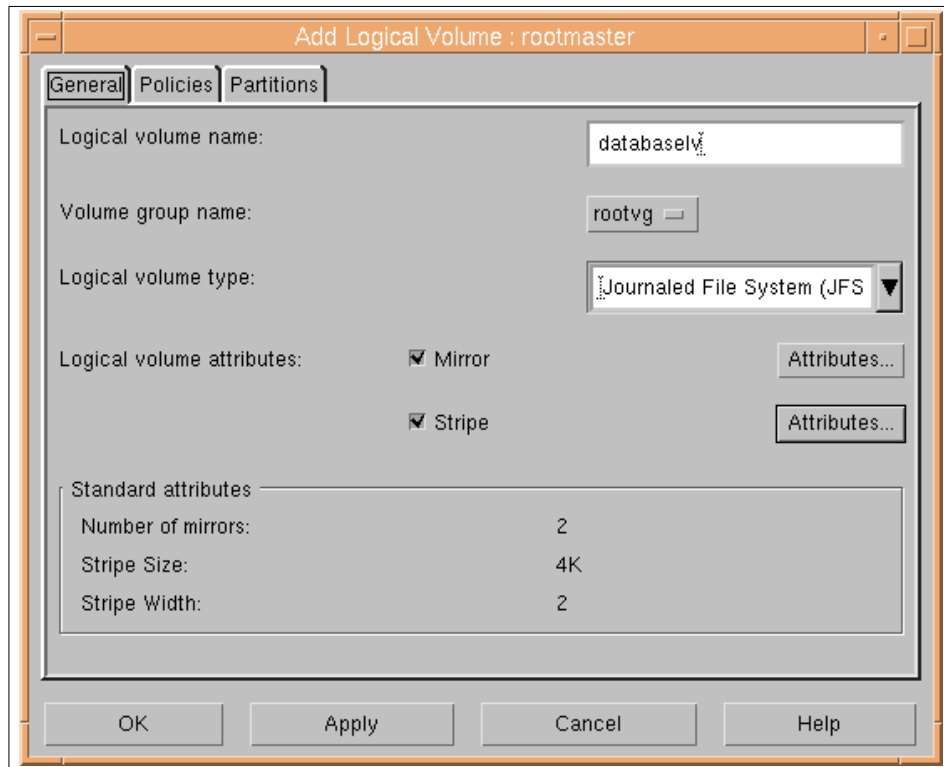 Add Logical Volume : rootmaster
General Policies Partitions
Logical volume name: databaselv
Volume group name: rootvg
Logical volume type: Journaled File System (JFS
Logical volume attributes: Mirror Attributes...
Stripe Attributes...
Standard attributes
Number of mirrors: 2
Stripe Size: 4K
Stripe Width: 2
OK Apply Cancel Help